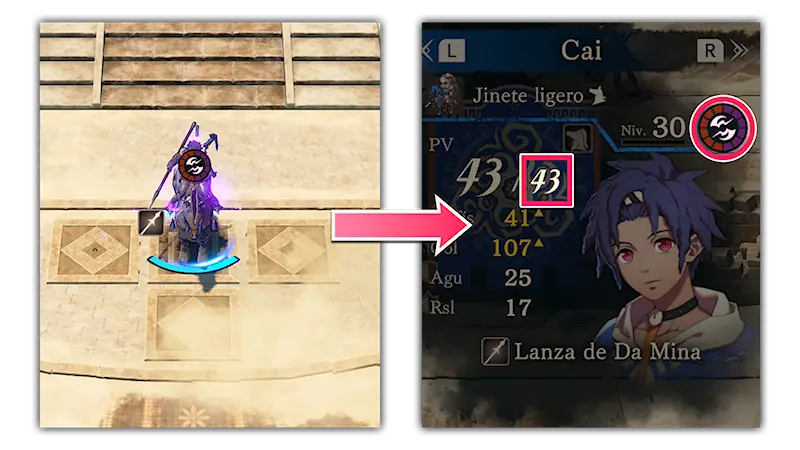 L
Cai
R
Jinete ligero
Niv. 30
PV
43 / 43
41
107
Agu 25
Rsl 17
Lanza de Da Mina